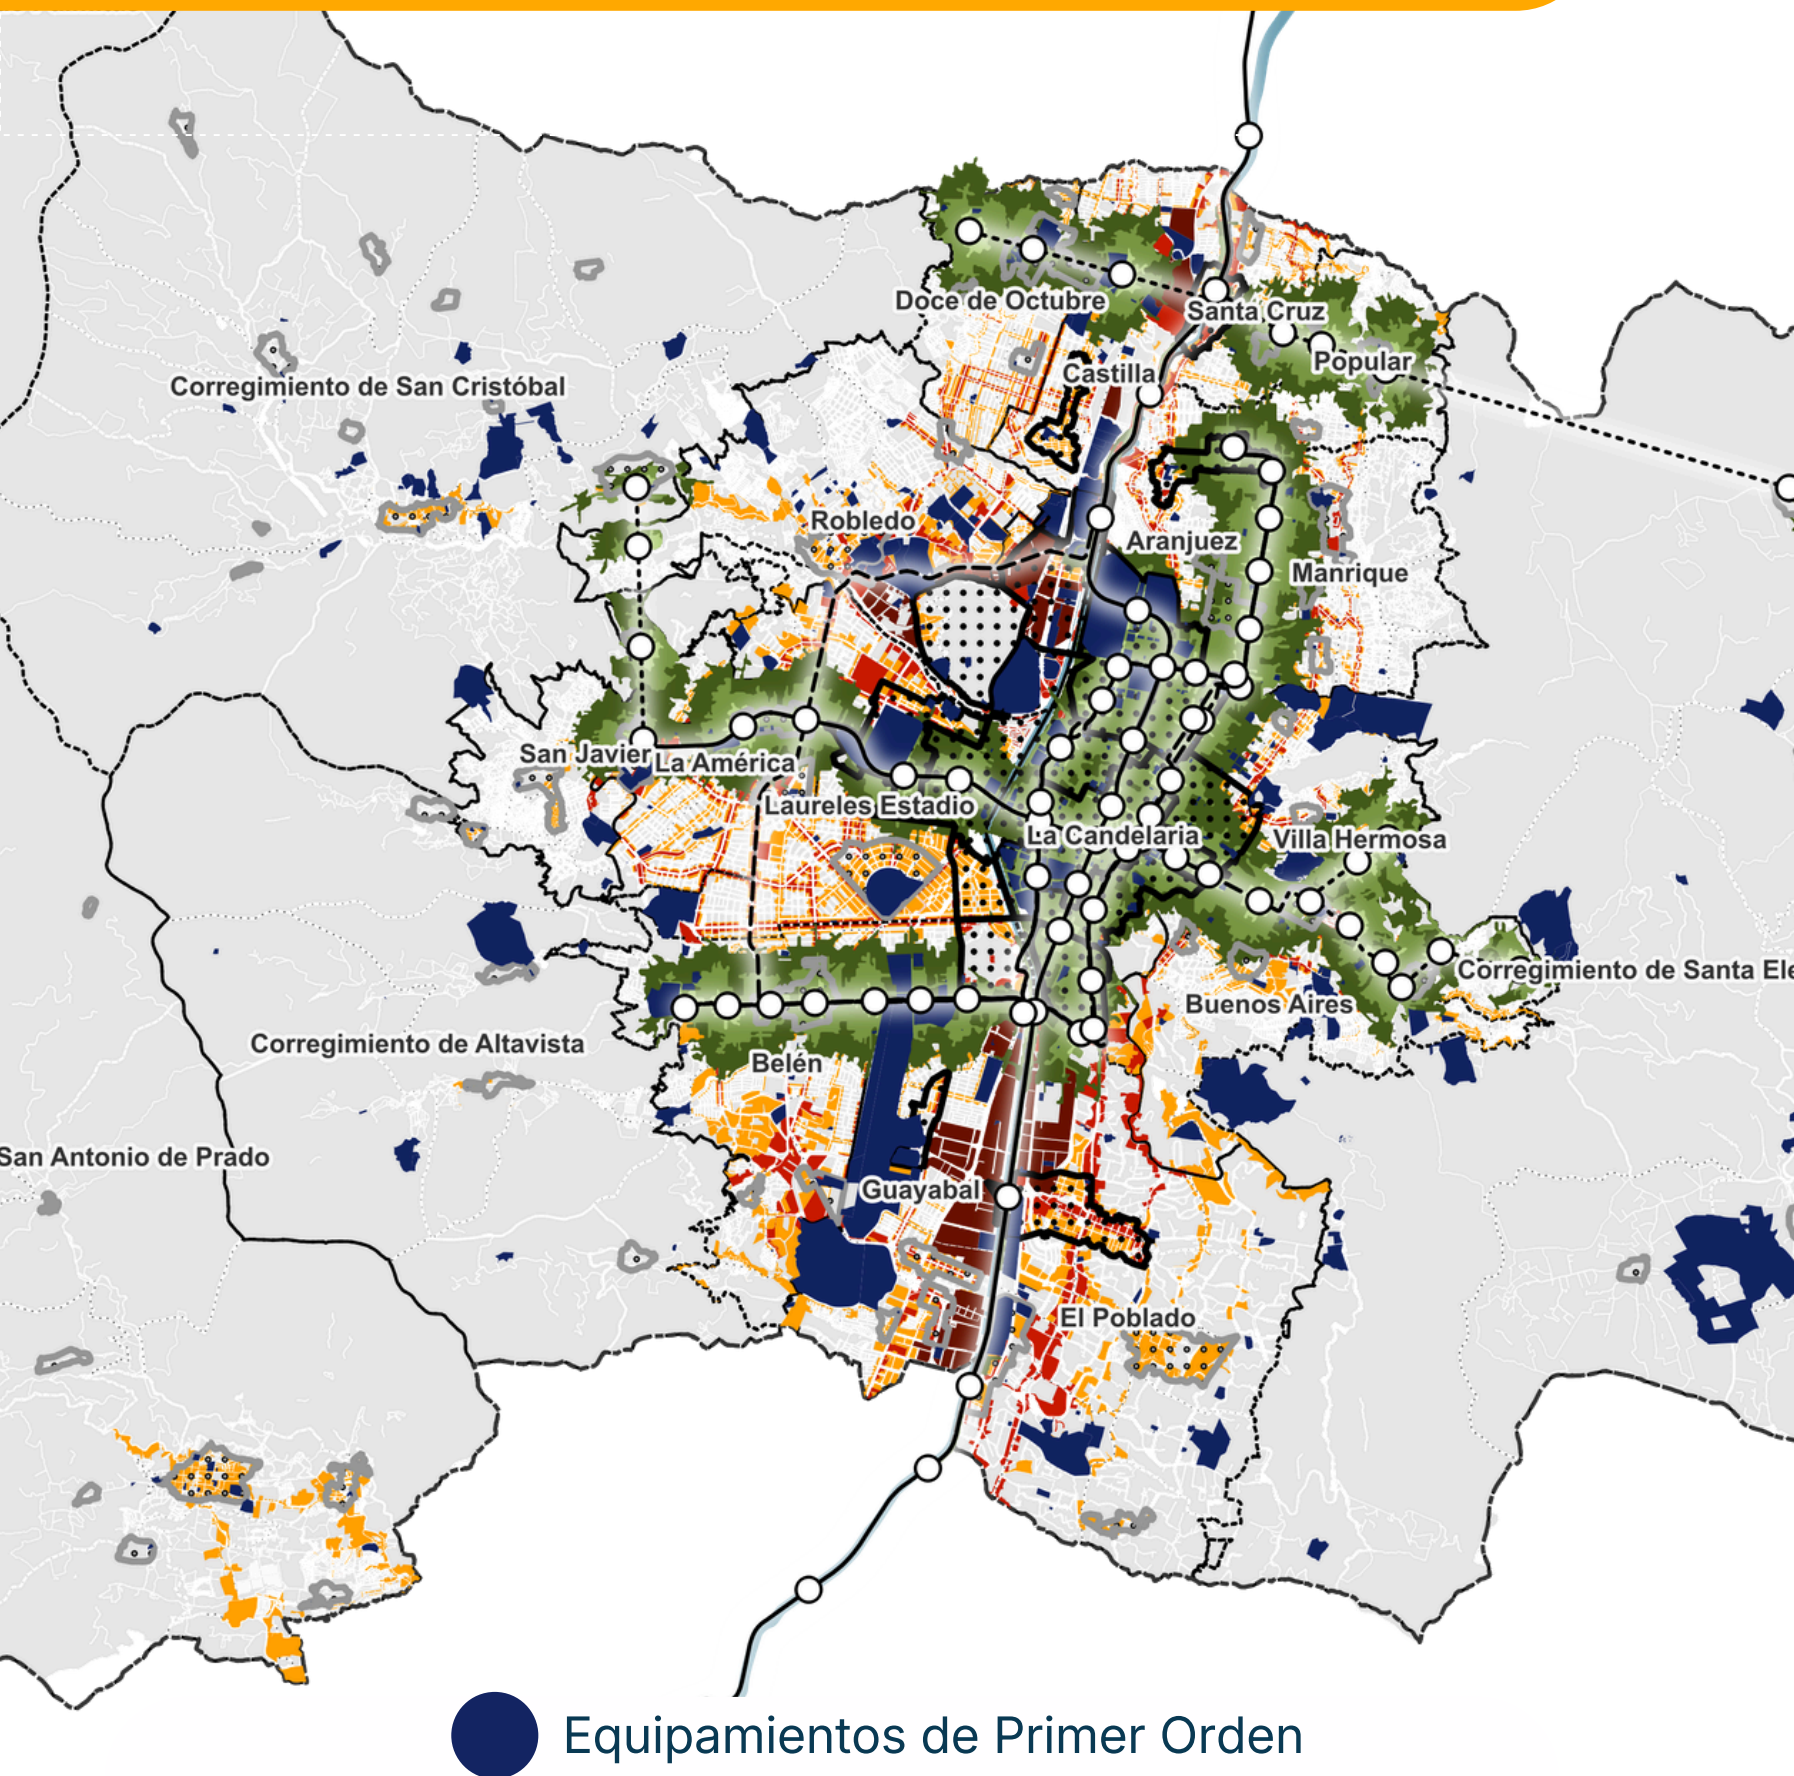 Doce de Octubre
Santa Cruz
Popular
Castilla
Corregimiento de San Cristóbal
Robledo
Aranjuez
Manrique
San Javier
La América
Laureles Estadio
La Candelaria
Villa Hermosa
Corregimiento de Santa Ele
Buenos Aires
Corregimiento de Altavista
Belén
San Antonio de Prado
Guayabal
El Poblado
Equipamientos de Primer Orden